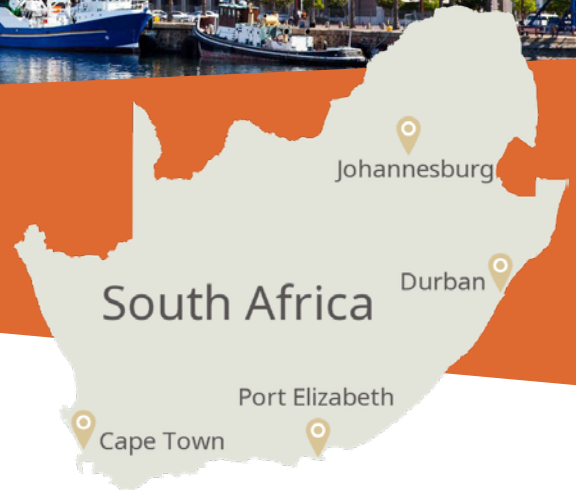 Johannesburg
Durban
South Africa
Port Elizabeth
Cape Town